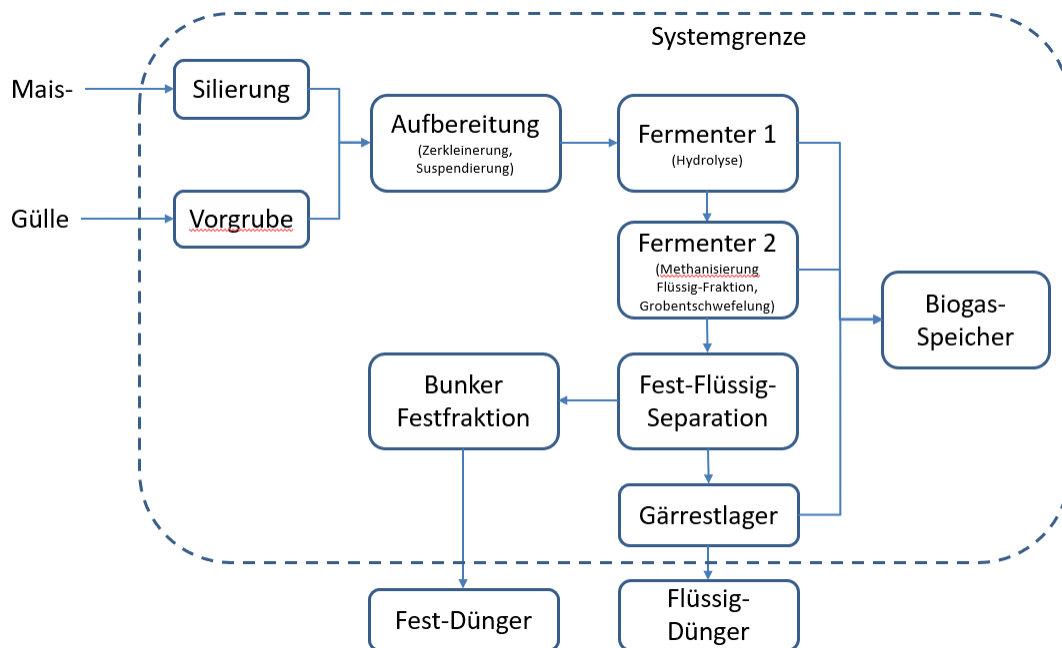 Systemgrenze
Mais-
Silierung
Aufbereitung
(Zerkleinerung,
Suspendierung)
Fermenter 1
(Hydrolyse)
Gülle
Vorgrube
Fermenter 2
(Methanisierung
Flüssig-Fraktion,
Grobentschwefelung)
Biogas-
Speicher
Bunker
Festfraktion
Fest-Flüssig-
Separation
Gärrestlager
Fest-Dünger
Flüssig-
Dünger